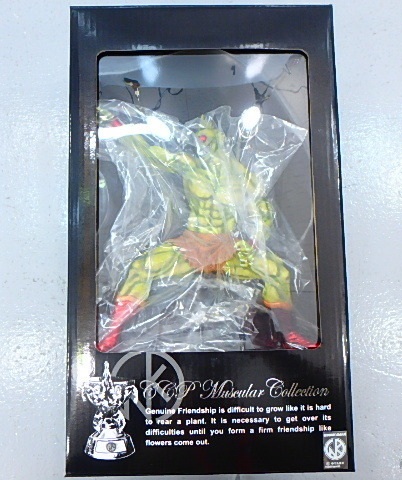 CCP Muscular Collection
Genuine Friendship is difficult to grow like it is hard
to rear a plant. It is necessary to get over its
difficulties until you form a firm friendship like
flowers come out.